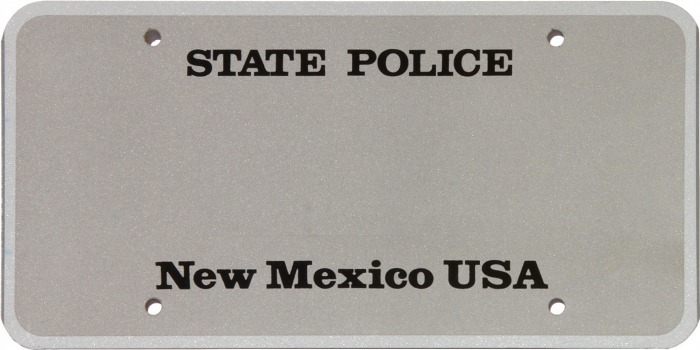 STATE POLICE
New Mexico USA